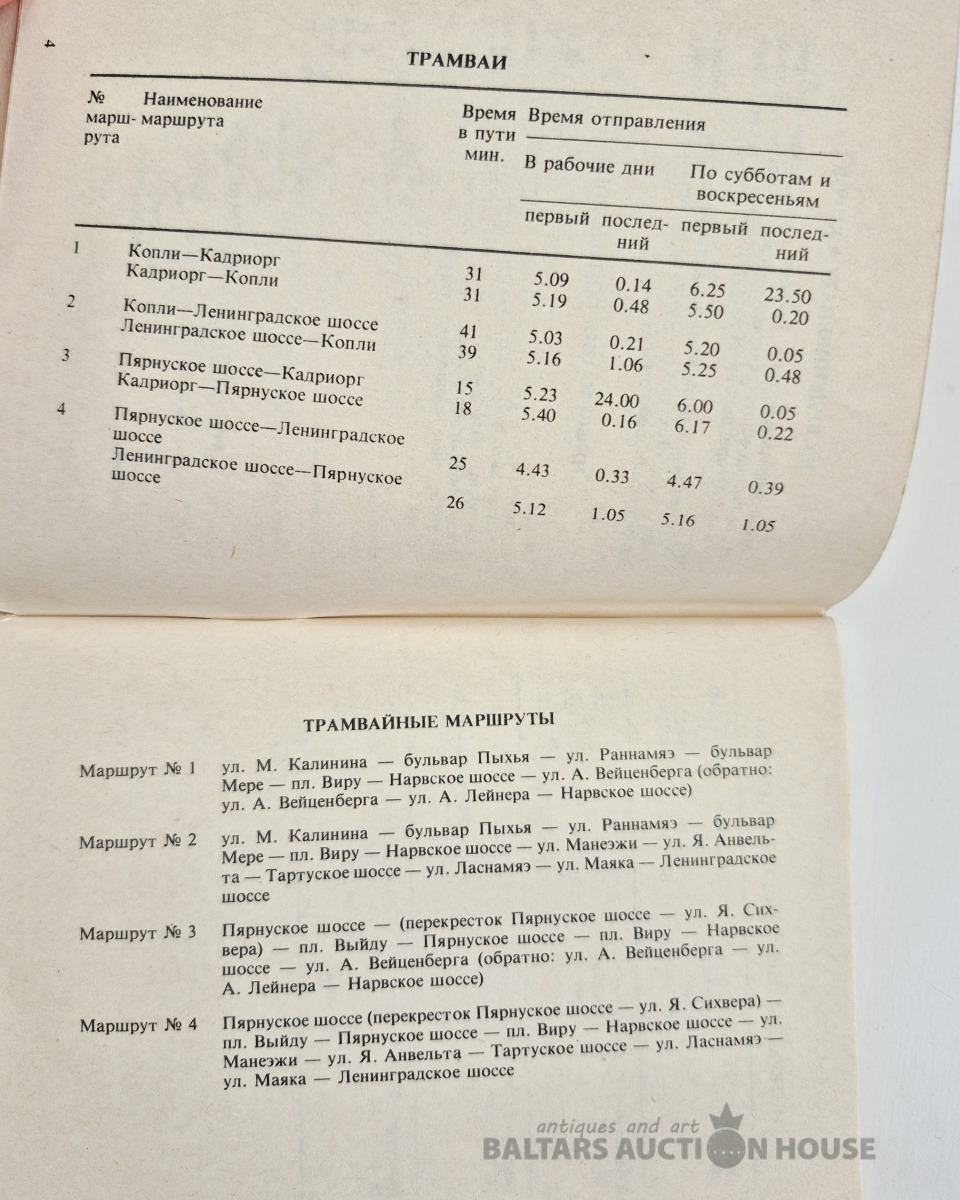 4
ТРАМВАИ
№ Наименование Время Время отправления
марш- маршрута в пути
рута мин. В рабочие дни По субботам и
воскресеньям
первый послед- первый послед-
ний ний
1 Копли—Кадриорг 31 5.09 0.14 6.25 23.50
Кадриорг—Копли 31 5.19 0.48 5.50 0.20
2 Копли—Ленинградское шоссе 41 5.03 0.21 5.20 0.05
Ленинградское шоссе—Копли 39 5.16 1.06 5.25 0.48
3 Пярнуское шоссе—Кадриорг 15 5.23 24.00 6.00 0.05
Кадриорг—Пярнуское шоссе 18 5.40 0.16 6.17 0.22
4 Пярнуское шоссе—Ленинградское
шоссе 25 4.43 0.33 4.47 0.39
Ленинградское шоссе—Пярнуское
шоссе 26 5.12 1.05 5.16 1.05
ТРАМВАЙНЫЕ МАРШРУТЫ
Маршрут № 1 ул. М. Калинина — бульвар Пыхья — ул. Раннамяэ — бульвар
Мере — пл. Виру — Нарвское шоссе — ул. А. Вейценберга (обратно:
ул. А. Вейценберга — ул. А. Лейнера — Нарвское шоссе)
Маршрут № 2 ул. М. Калинина — бульвар Пыхья — ул. Раннамяэ — бульвар
Мере — пл. Виру — Нарвское шоссе — ул. Манеэжи — ул. Я. Анвель-
та — Тартуское шоссе — ул. Ласнамяэ — ул. Маяка — Ленинградское
шоссе
Маршрут № 3 Пярнуское шоссе — (перекресток Пярнуское шоссе — ул. Я. Сих-
вера) — пл. Выйду — Пярнуское шоссе — пл. Виру — Нарвское
шоссе — ул. А. Вейценберга (обратно: ул. А. Вейценберга — ул.
А. Лейнера — Нарвское шоссе)
Маршрут № 4 Пярнуское шоссе (перекресток Пярнуское шоссе — ул. Я. Сихвера) —
пл. Выйду — Пярнуское шоссе — пл. Виру — Нарвское шоссе — ул.
Манеэжи — ул. Я. Анвельта — Тартуское шоссе — ул. Ласнамяэ —
ул. Маяка — Ленинградское шоссе
antiques and art
BALTARS AUCTION HOUSE